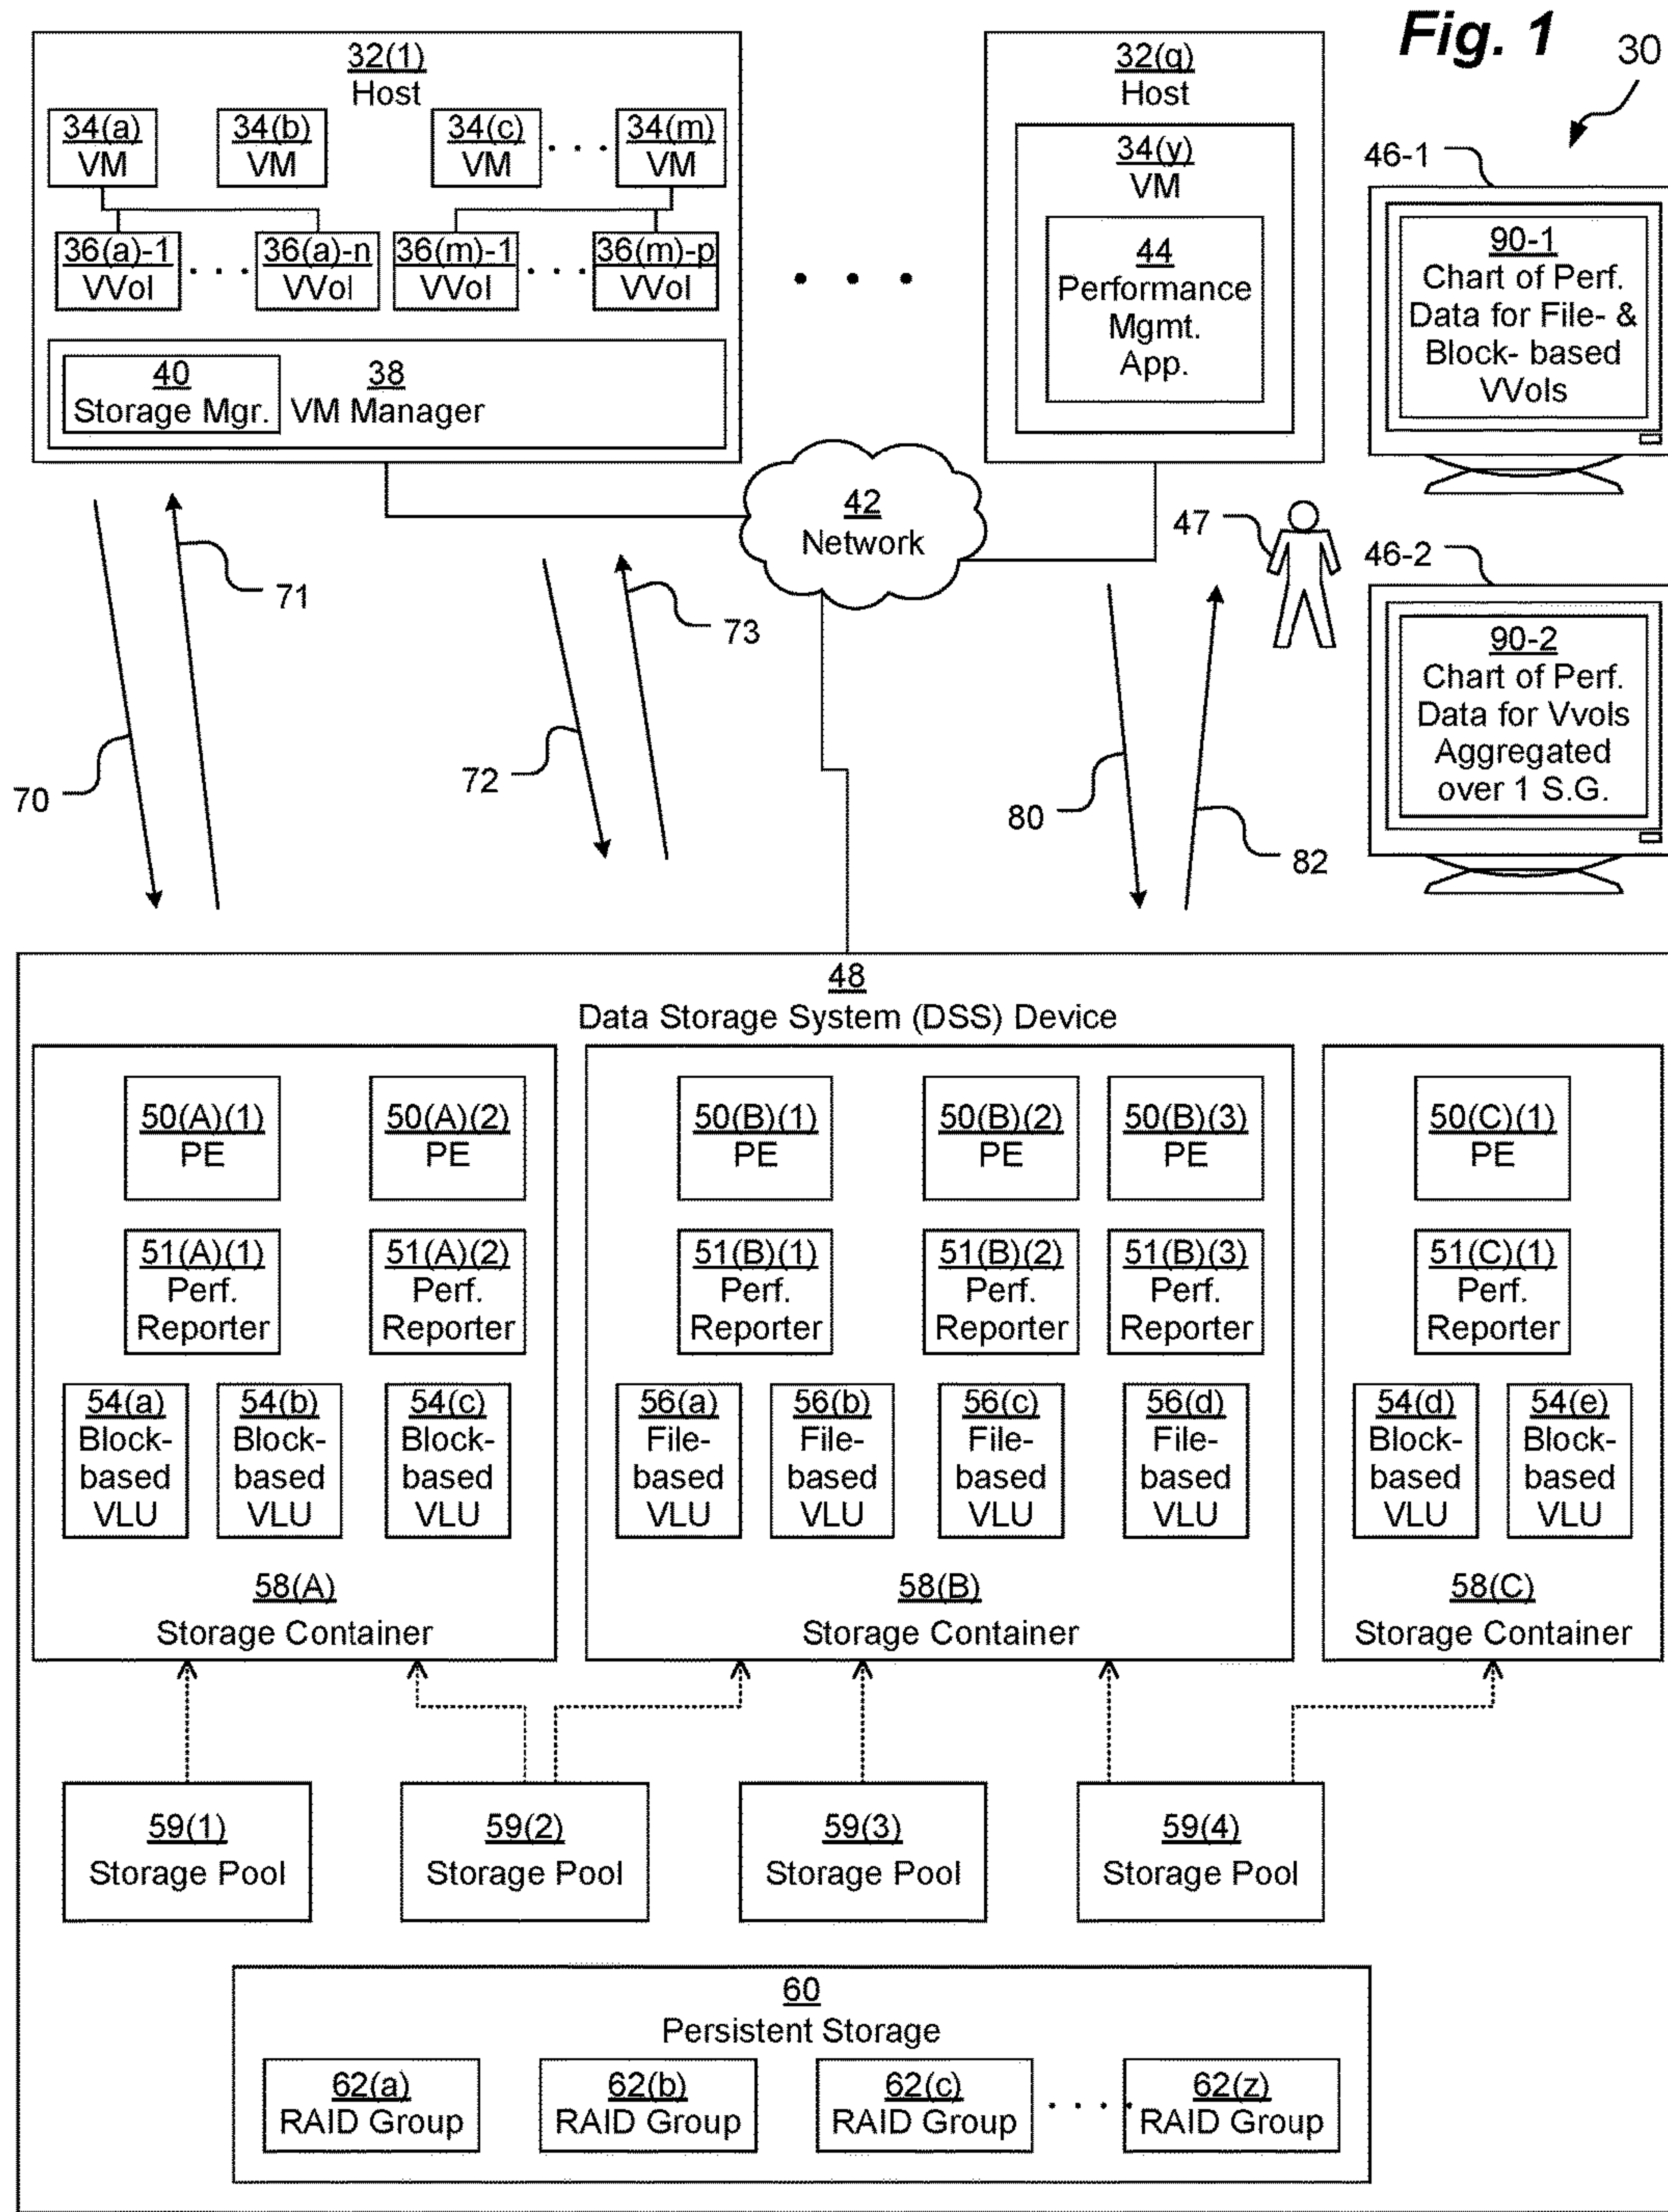 Fig. 1
30
32(1)
Host
34(a)
VM
34(b)
VM
34(c)
VM
. . .
34(m)
VM
36(a)-1
VVol
. . .
36(a)-n
VVol
36(m)-1
VVol
. . .
36(m)-p
VVol
40
Storage Mgr.
38
VM Manager
. . .
32(q)
Host
34(y)
VM
44
Performance
Mgmt.
App.
46-1
90-1
Chart of Perf.
Data for File- &
Block- based
VVols
42
Network
47
46-2
90-2
Chart of Perf.
Data for Vvols
Aggregated
over 1 S.G.
71
73
70
72
80
82
48
Data Storage System (DSS) Device
50(A)(1)
PE
50(A)(2)
PE
50(B)(1)
PE
50(B)(2)
PE
50(B)(3)
PE
50(C)(1)
PE
51(A)(1)
Perf.
Reporter
51(A)(2)
Perf.
Reporter
51(B)(1)
Perf.
Reporter
51(B)(2)
Perf.
Reporter
51(B)(3)
Perf.
Reporter
51(C)(1)
Perf.
Reporter
54(a)
Block-
based
VLU
54(b)
Block-
based
VLU
54(c)
Block-
based
VLU
56(a)
File-
based
VLU
56(b)
File-
based
VLU
56(c)
File-
based
VLU
56(d)
File-
based
VLU
54(d)
Block-
based
VLU
54(e)
Block-
based
VLU
58(A)
Storage Container
58(B)
Storage Container
58(C)
Storage Container
59(1)
Storage Pool
59(2)
Storage Pool
59(3)
Storage Pool
59(4)
Storage Pool
60
Persistent Storage
62(a)
RAID Group
62(b)
RAID Group
62(c)
RAID Group
. . . .
62(z)
RAID Group